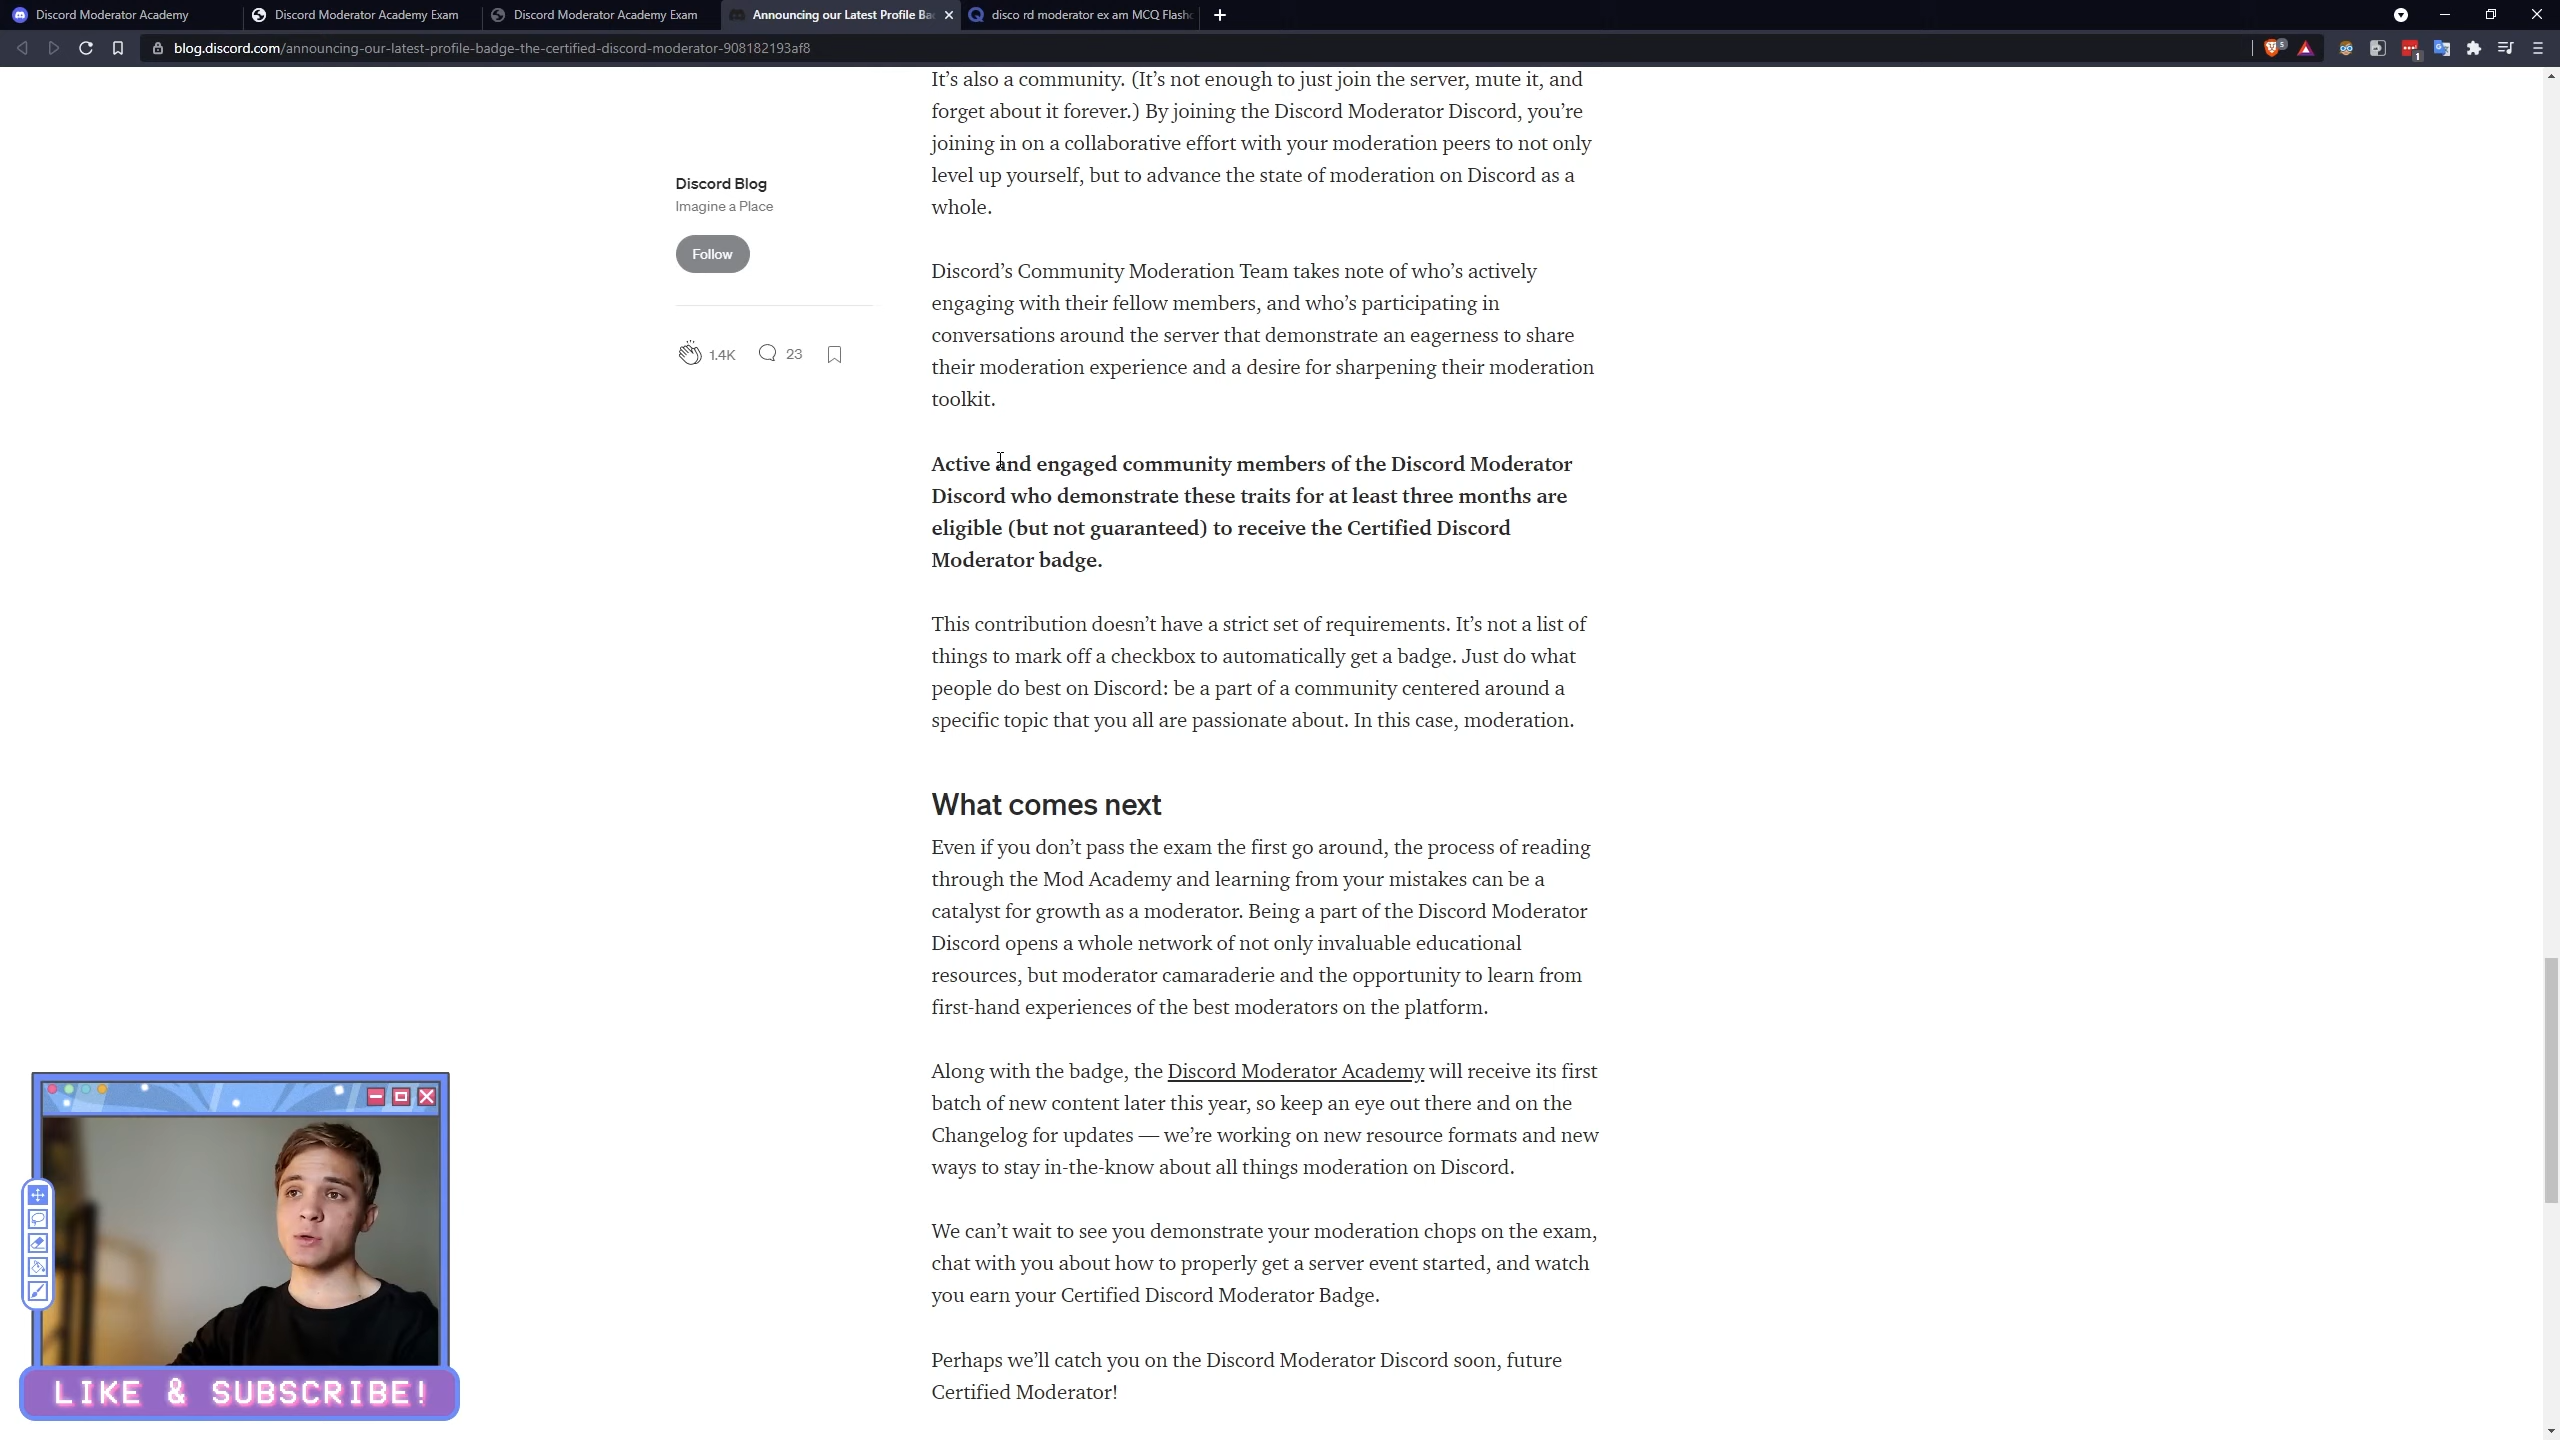 Discord Moderator Academy
Discord Moderator Academy Exam
Discord Moderator Academy Exam
Announcing our Latest Profile Ba
disco rd moderator ex am MCQ Flash
blog.discord.com/announcing-our-latest-profile-badge-the-certified-discord-moderator-908182193af8
It’s also a community. (It’s not enough to just join the server, mute it, and
forget about it forever.) By joining the Discord Moderator Discord, you’re
joining in on a collaborative effort with your moderation peers to not only
level up yourself, but to advance the state of moderation on Discord as a
whole.
Discord Blog
Imagine a Place
Follow
1.4K
23
Discord’s Community Moderation Team takes note of who’s actively
engaging with their fellow members, and who’s participating in
conversations around the server that demonstrate an eagerness to share
their moderation experience and a desire for sharpening their moderation
toolkit.
Active and engaged community members of the Discord Moderator
Discord who demonstrate these traits for at least three months are
eligible (but not guaranteed) to receive the Certified Discord
Moderator badge.
This contribution doesn’t have a strict set of requirements. It’s not a list of
things to mark off a checkbox to automatically get a badge. Just do what
people do best on Discord: be a part of a community centered around a
specific topic that you all are passionate about. In this case, moderation.
What comes next
Even if you don’t pass the exam the first go around, the process of reading
through the Mod Academy and learning from your mistakes can be a
catalyst for growth as a moderator. Being a part of the Discord Moderator
Discord opens a whole network of not only invaluable educational
resources, but moderator camaraderie and the opportunity to learn from
first-hand experiences of the best moderators on the platform.
Along with the badge, the Discord Moderator Academy will receive its first
batch of new content later this year, so keep an eye out there and on the
Changelog for updates — we’re working on new resource formats and new
ways to stay in-the-know about all things moderation on Discord.
We can’t wait to see you demonstrate your moderation chops on the exam,
chat with you about how to properly get a server event started, and watch
you earn your Certified Discord Moderator Badge.
Perhaps we’ll catch you on the Discord Moderator Discord soon, future
Certified Moderator!
LIKE & SUBSCRIBE!